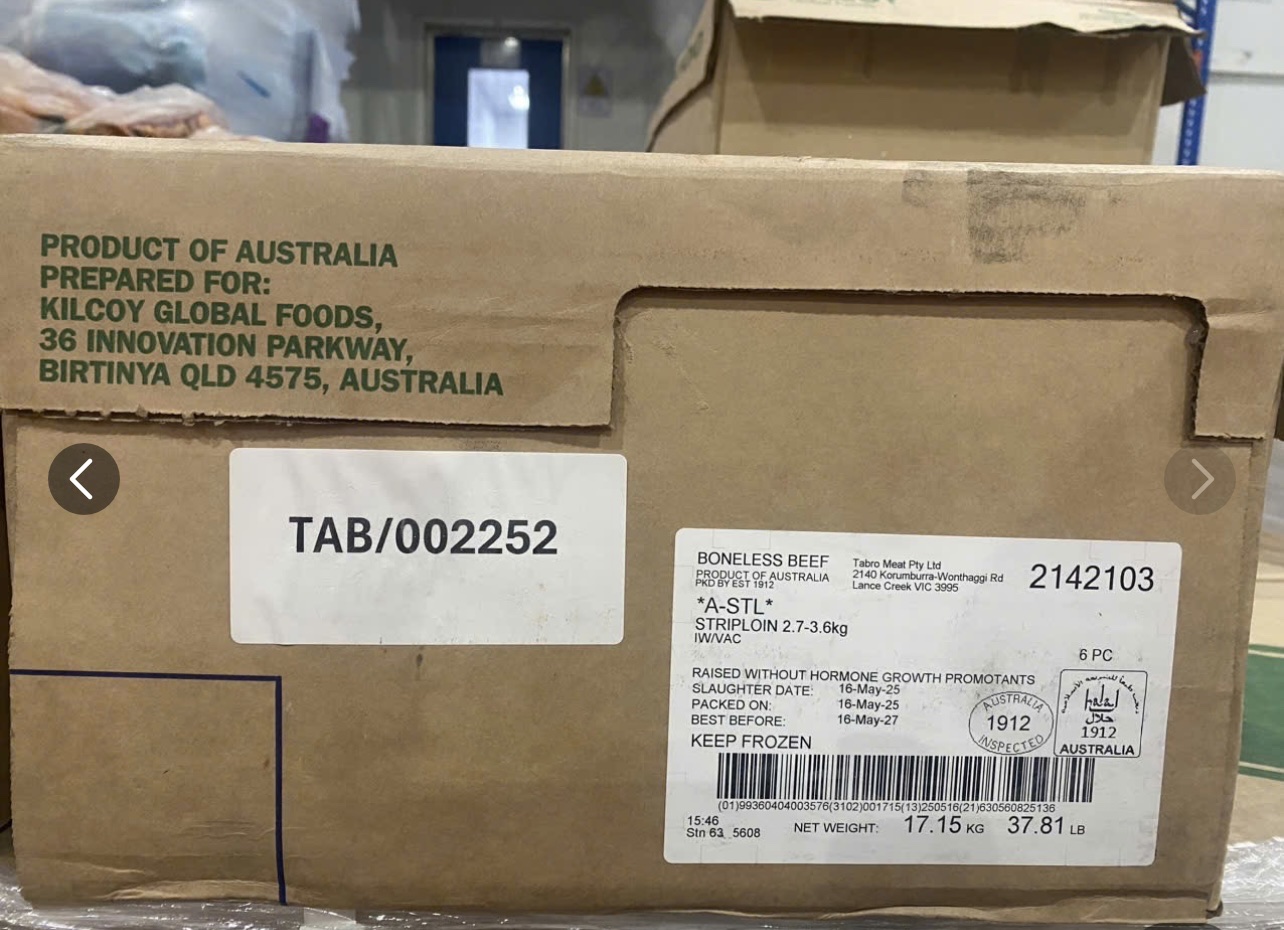 PRODUCT OF AUSTRALIA
PREPARED FOR:
KILCOY GLOBAL FOODS,
36 INNOVATION PARKWAY,
BIRTINYA QLD 4575, AUSTRALIA
TAB/002252
BONELESS BEEF
PRODUCT OF AUSTRALIA
PKD BY EST 1912
Tabro Meat Pty Ltd
2140 Korumburra-Wonthaggi Rd
Lance Creek VIC 3995
2142103
*A-STL*
STRIPLOIN 2.7-3.6kg
IW/VAC
6 PC
RAISED WITHOUT HORMONE GROWTH PROMOTANTS
SLAUGHTER DATE: 16-May-25
PACKED ON: 16-May-25
BEST BEFORE: 16-May-27
KEEP FROZEN
AUSTRALIA
1912
INSPECTED
halal
حلال
1912
AUSTRALIA
(01)99360404003576(3102)001715(13)250516(21)630560825136
15:46
Stn 63 5608
NET WEIGHT: 17.15 KG 37.81 LB